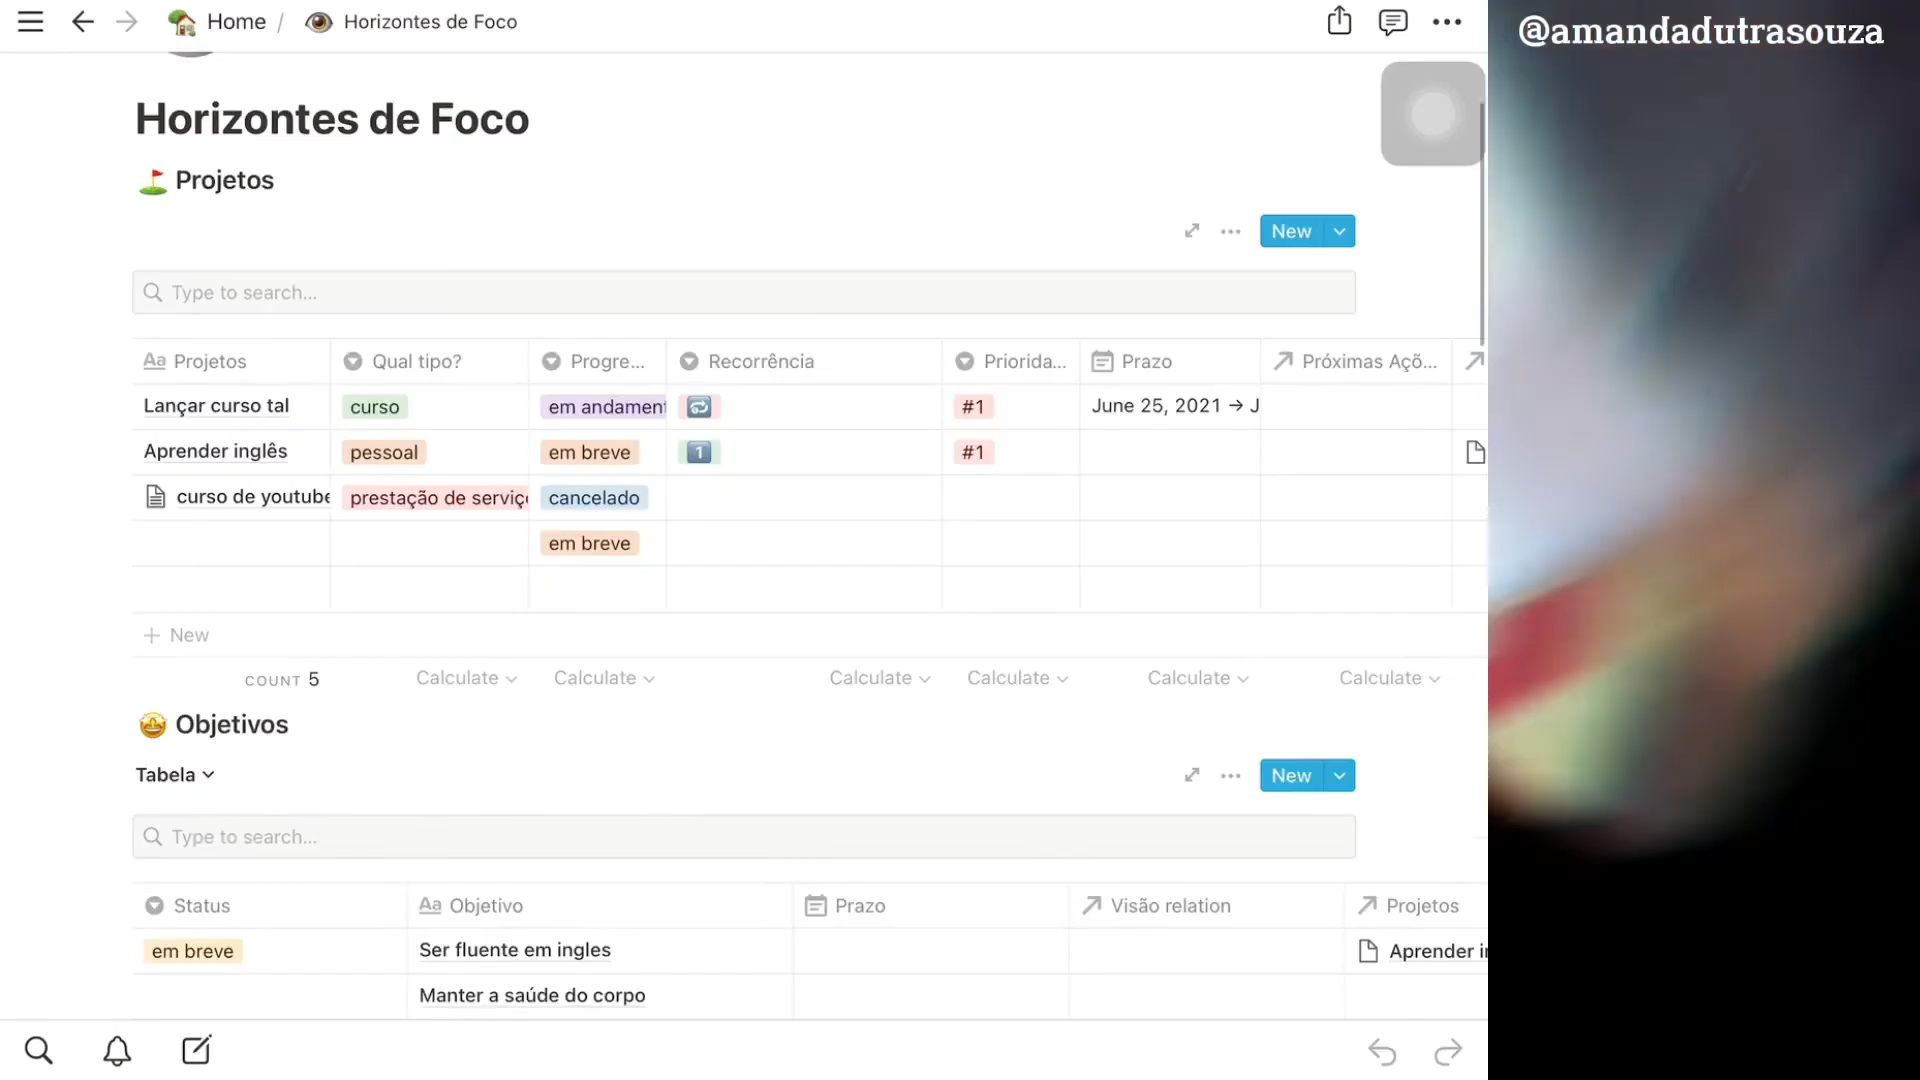 Home / Horizontes de Foco
@amandadutrasouza
Horizontes de Foco
Projetos
New
Type to search...
Aa Projetos Qual tipo? Progre... Recorrência Priorida... Prazo Próximas Açõ...
Lançar curso tal curso em andament #1 June 25, 2021 → J
Aprender inglês pessoal em breve 1 #1
curso de youtube prestação de serviç cancelado
em breve
+ New
COUNT 5 Calculate Calculate Calculate Calculate Calculate Calculate
Objetivos
Tabela
New
Type to search...
Status Aa Objetivo Prazo Visão relation Projetos
em breve Ser fluente em ingles Aprender i
Manter a saúde do corpo